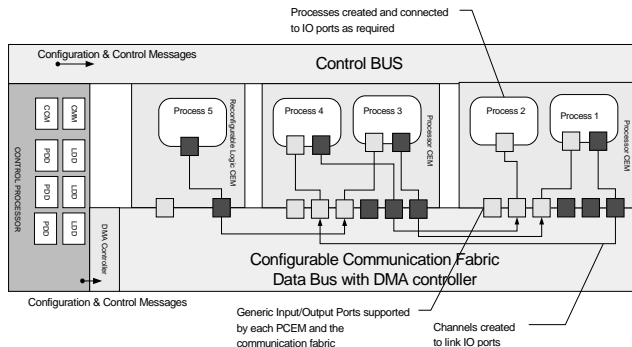 Processes created and connected
to IO ports as required
Configuration & Control Messages
Control BUS
CONTROL PROCESSOR
CCM
CMM
PDD
LDD
PDD
LDD
PDD
LDD
Process 5
Reconfigurable Logic CEM
Process 4
Process 3
Processor CEM
Process 2
Process 1
Processor CEM
DMA Controller
Configurable Communication Fabric
Data Bus with DMA controller
Configuration & Control Messages
Generic Input/Output Ports supported
by each PCEM and the
communication fabric
Channels created
to link IO ports